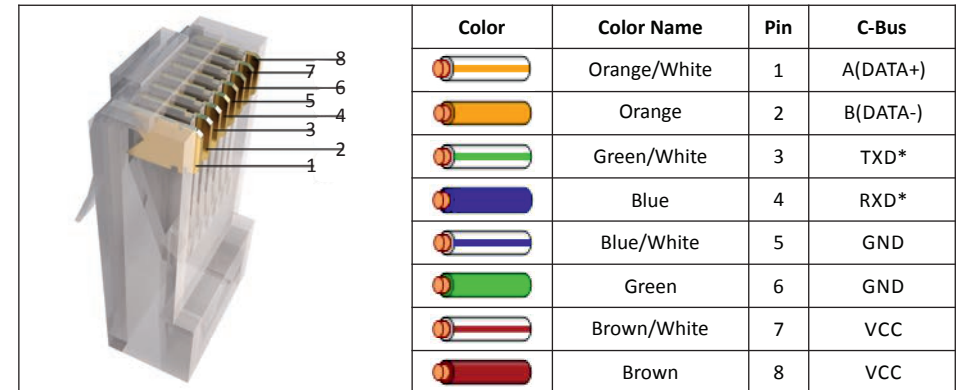 8
7
6
5
4
3
2
1
Color Color Name Pin C-Bus
Orange/White 1 A(DATA+)
Orange 2 B(DATA-)
Green/White 3 TXD*
Blue 4 RXD*
Blue/White 5 GND
Green 6 GND
Brown/White 7 VCC
Brown 8 VCC